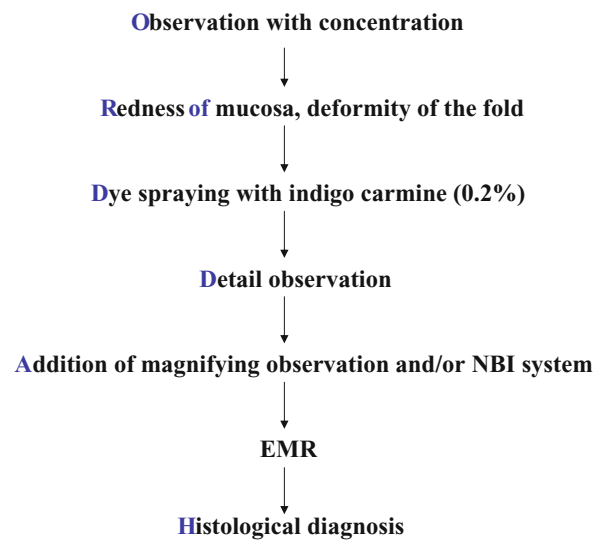 Observation with concentration
Redness of mucosa, deformity of the fold
Dye spraying with indigo carmine (0.2%)
Detail observation
Addition of magnifying observation and/or NBI system
EMR
Histological diagnosis